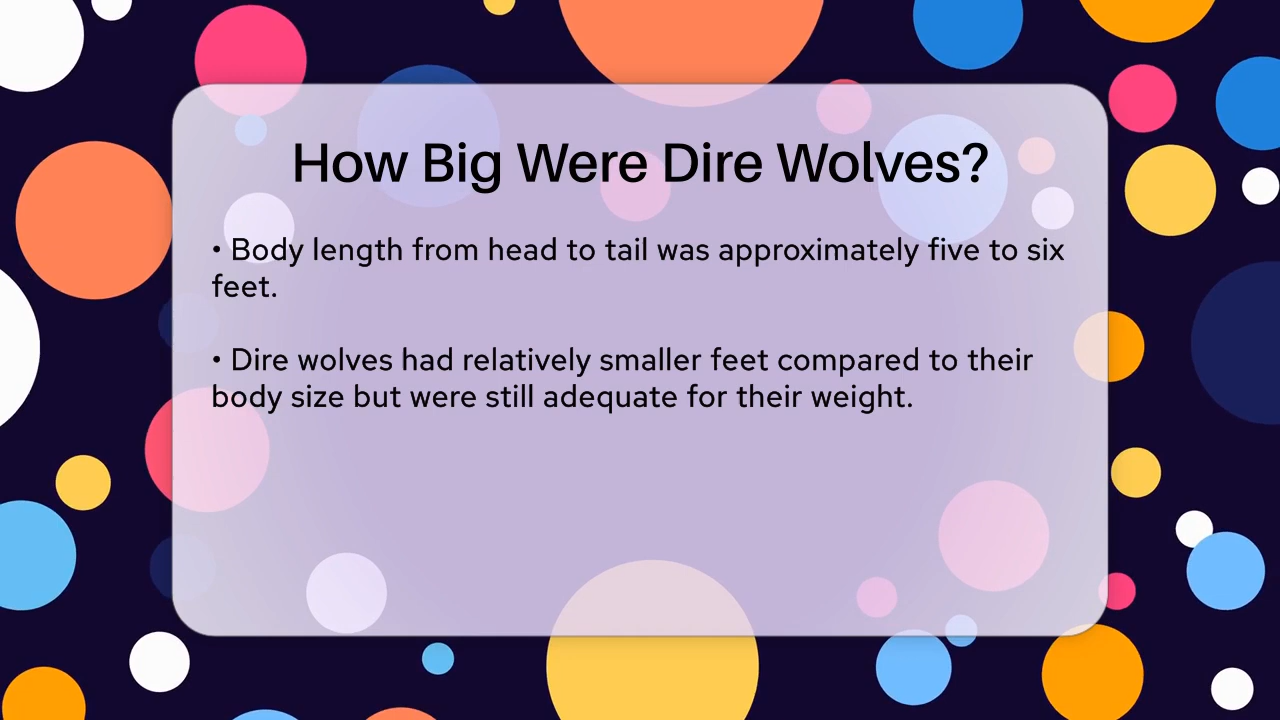 How Big Were Dire Wolves?
• Body length from head to tail was approximately five to six
feet.
• Dire wolves had relatively smaller feet compared to their
body size but were still adequate for their weight.